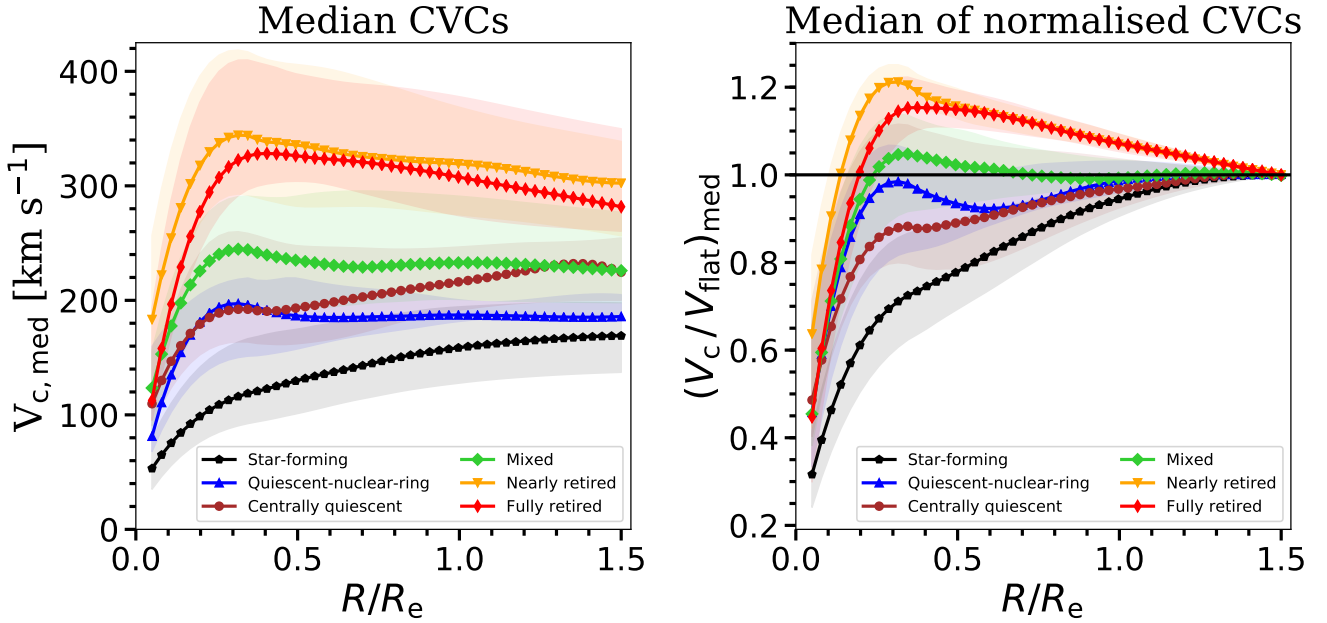 Median CVCs
V_c, med [km s⁻¹]
400
300
200
100
0
0.0 0.5 1.0 1.5
R/R_e
Star-forming
Quiescent-nuclear-ring
Centrally quiescent
Mixed
Nearly retired
Fully retired
Median of normalised CVCs
(V_c/V_flat)_med
1.2
1.0
0.8
0.6
0.4
0.2
0.0 0.5 1.0 1.5
R/R_e
Star-forming
Quiescent-nuclear-ring
Centrally quiescent
Mixed
Nearly retired
Fully retired